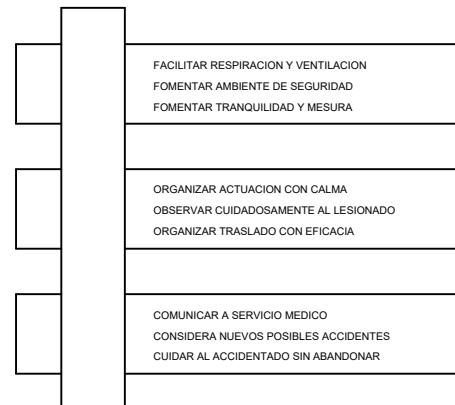 FACILITAR RESPIRACION Y VENTILACION
FOMENTAR AMBIENTE DE SEGURIDAD
FOMENTAR TRANQUILIDAD Y MESURA
ORGANIZAR ACTUACION CON CALMA
OBSERVAR CUIDADOSAMENTE AL LESIONADO
ORGANIZAR TRASLADO CON EFICACIA
COMUNICAR A SERVICIO MEDICO
CONSIDERA NUEVOS POSIBLES ACCIDENTES
CUIDAR AL ACCIDENTADO SIN ABANDONAR